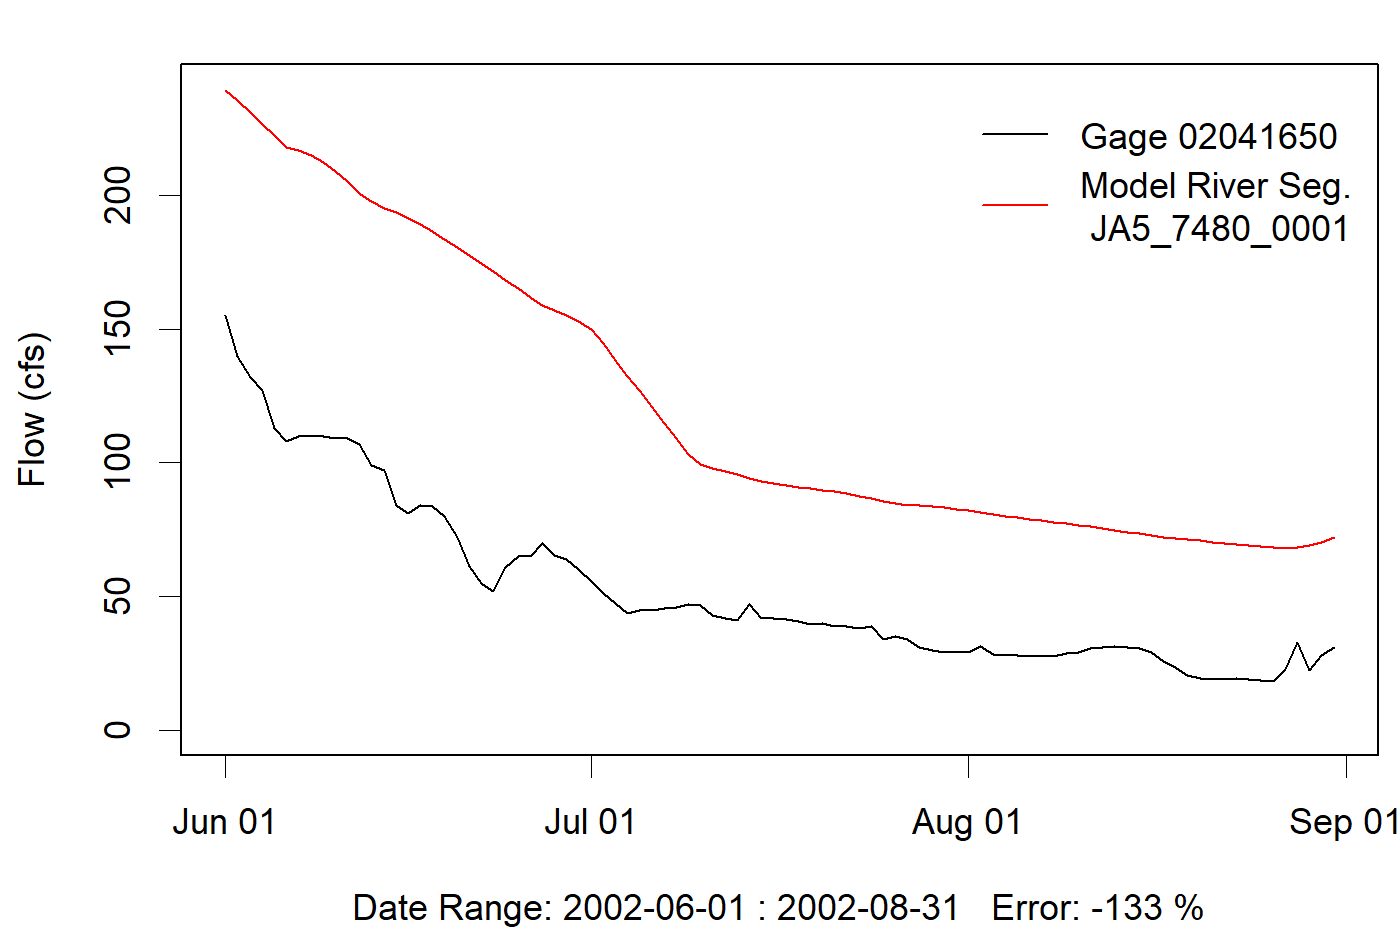 Gage 02041650
Model River Seg.
JA5_7480_0001
Flow (cfs)
200
150
100
50
0
Jun 01
Jul 01
Aug 01
Sep 01
Date Range: 2002-06-01 : 2002-08-31 Error: -133 %